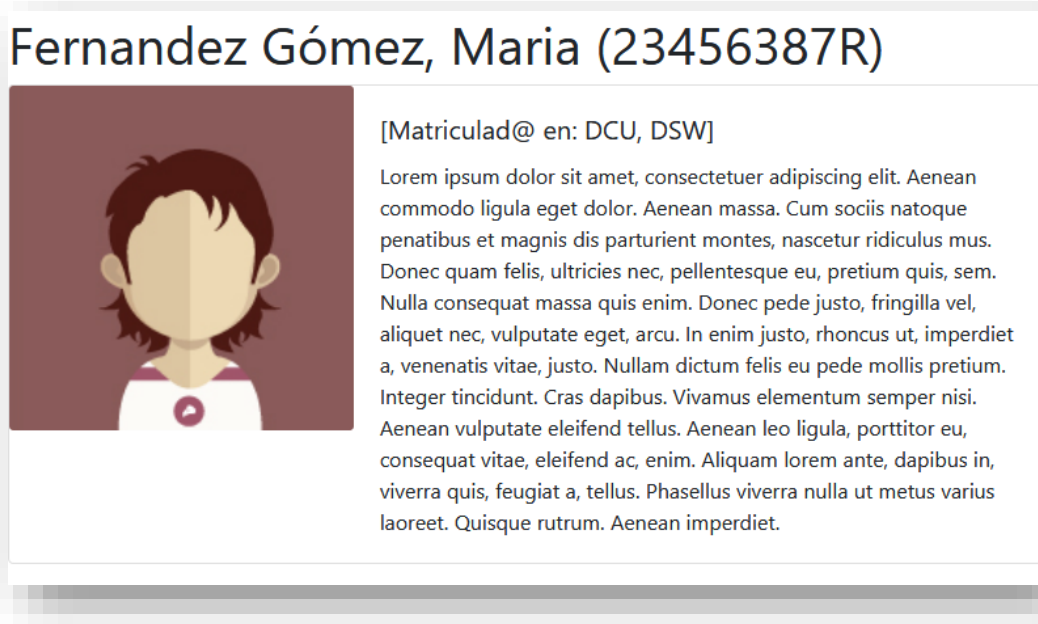 Fernandez Gómez, Maria (23456387R)
[Matriculad@ en: DCU, DSW]
Lorem ipsum dolor sit amet, consectetuer adipiscing elit. Aenean
commodo ligula eget dolor. Aenean massa. Cum sociis natoque
penatibus et magnis dis parturient montes, nascetur ridiculus mus.
Donec quam felis, ultricies nec, pellentesque eu, pretium quis, sem.
Nulla consequat massa quis enim. Donec pede justo, fringilla vel,
aliquet nec, vulputate eget, arcu. In enim justo, rhoncus ut, imperdiet
a, venenatis vitae, justo. Nullam dictum felis eu pede mollis pretium.
Integer tincidunt. Cras dapibus. Vivamus elementum semper nisi.
Aenean vulputate eleifend tellus. Aenean leo ligula, porttitor eu,
consequat vitae, eleifend ac, enim. Aliquam lorem ante, dapibus in,
viverra quis, feugiat a, tellus. Phasellus viverra nulla ut metus varius
laoreet. Quisque rutrum. Aenean imperdiet.